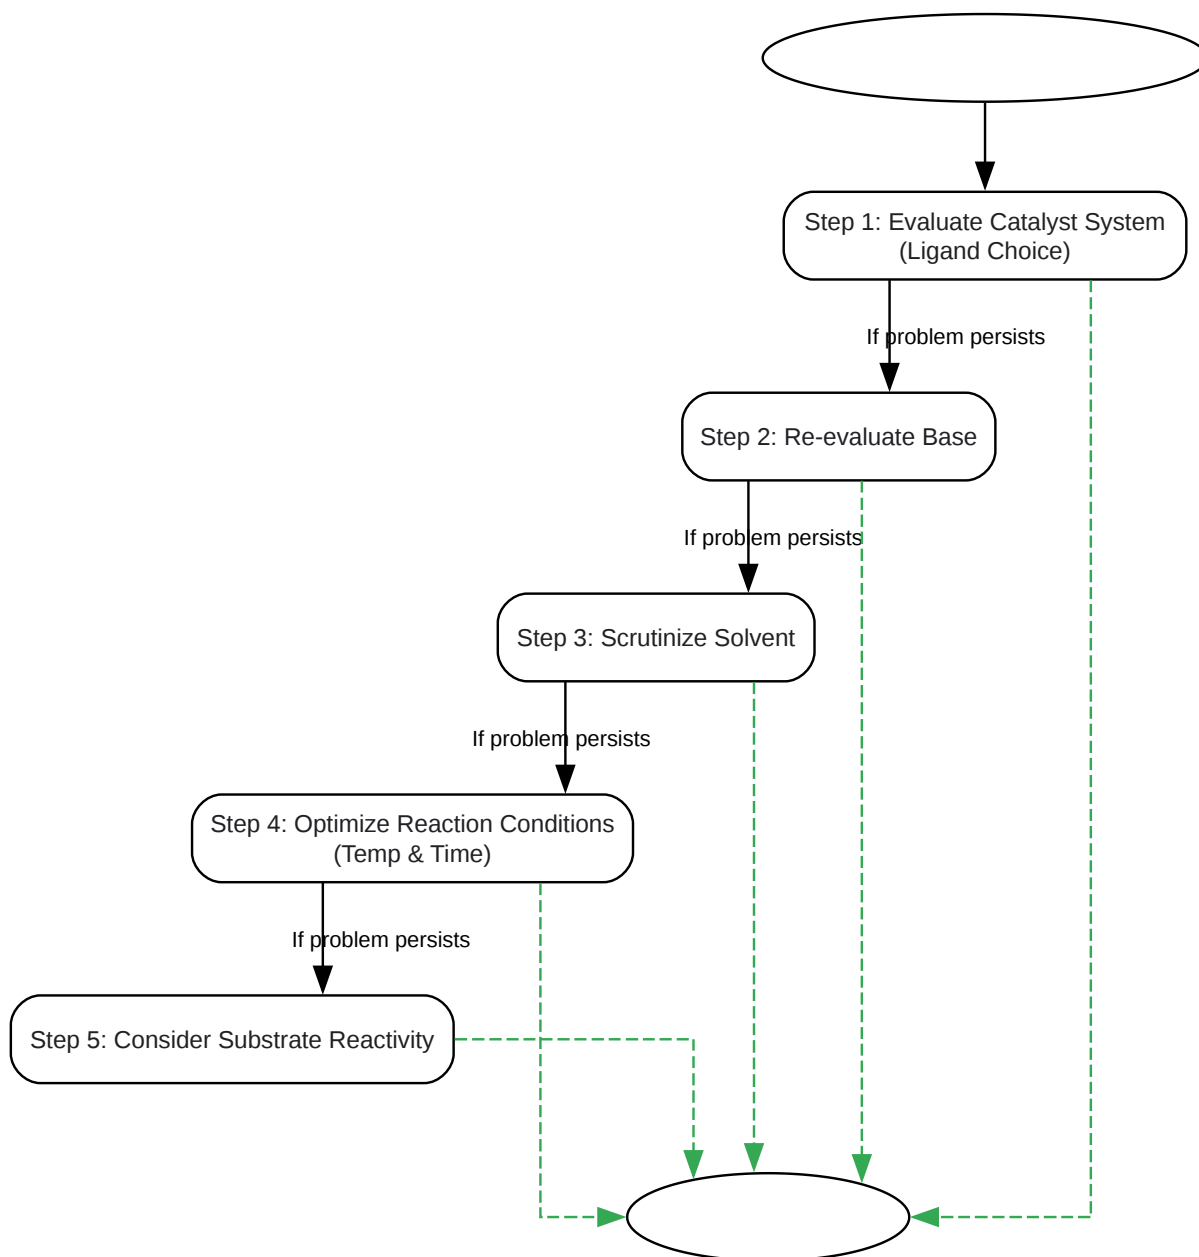 Step 1: Evaluate Catalyst System
(Ligand Choice)
If problem persists
Step 2: Re-evaluate Base
If problem persists
Step 3: Scrutinize Solvent
If problem persists
Step 4: Optimize Reaction Conditions
(Temp & Time)
If problem persists
Step 5: Consider Substrate Reactivity